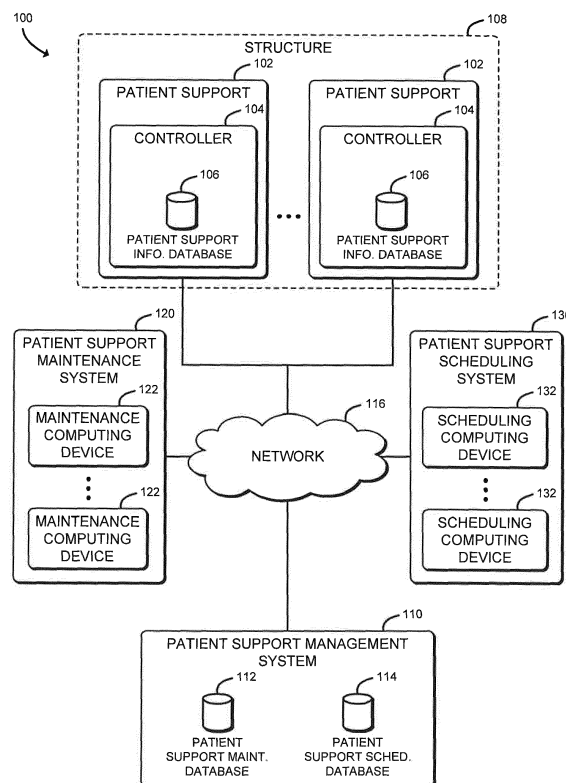 100
108
STRUCTURE
102
PATIENT SUPPORT
104
CONTROLLER
106
PATIENT SUPPORT
INFO. DATABASE
...
102
PATIENT SUPPORT
104
CONTROLLER
106
PATIENT SUPPORT
INFO. DATABASE
120
PATIENT SUPPORT
MAINTENANCE
SYSTEM
122
MAINTENANCE
COMPUTING
DEVICE
122
MAINTENANCE
COMPUTING
DEVICE
116
NETWORK
PATIENT SUPPORT
SCHEDULING
SYSTEM
132
SCHEDULING
COMPUTING
DEVICE
132
SCHEDULING
COMPUTING
DEVICE
110
PATIENT SUPPORT MANAGEMENT
SYSTEM
112
PATIENT
SUPPORT MAINT.
DATABASE
114
PATIENT
SUPPORT SCHED.
DATABASE